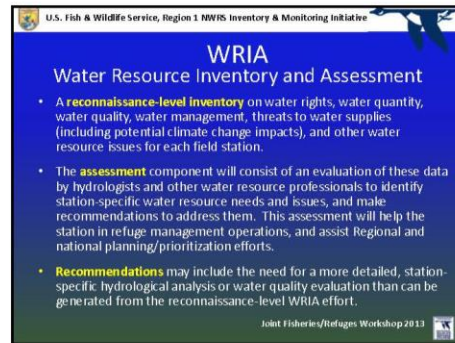 U.S. Fish & Wildlife Service, Region 1 NWRS Inventory & Monitoring Initiative
WRIA
Water Resource Inventory and Assessment
• A reconnaissance-level inventory on water rights, water quantity,
water quality, water management, threats to water supplies
(including potential climate change impacts), and other water
resource issues for each field station.
• The assessment component will consist of an evaluation of these data
by hydrologists and other water resource professionals to identify
station-specific water resource needs and issues, and make
recommendations to address them. This assessment will help the
station in refuge management operations, and assist Regional and
national planning/prioritization efforts.
• Recommendations may include the need for a more detailed, station-
specific hydrological analysis or water quality evaluation than can be
generated from the reconnaissance-level WRIA effort.
Joint Fisheries/Refuges Workshop 2013